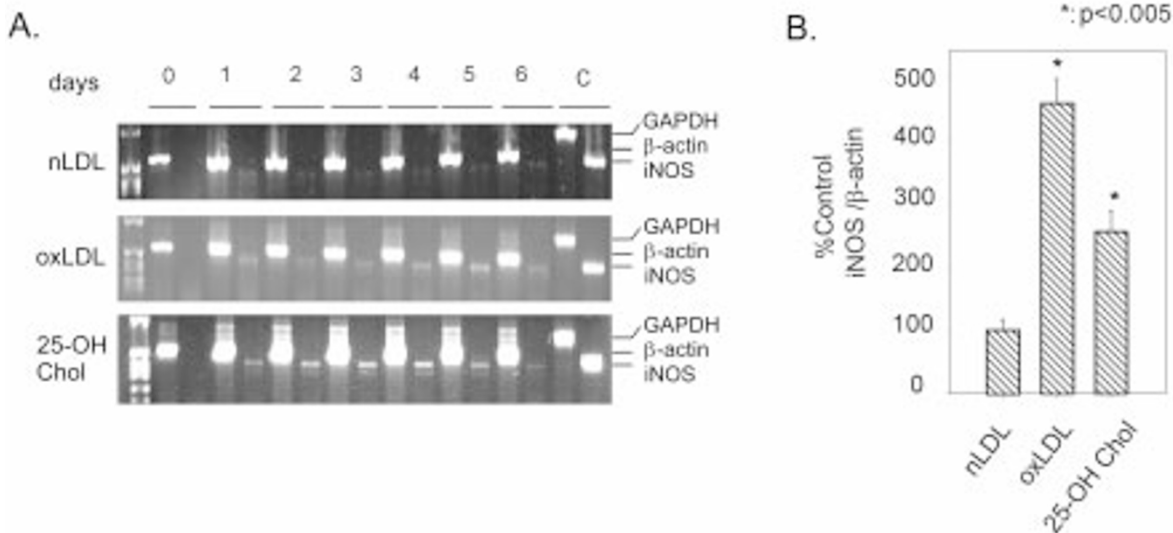 A.
days 0 1 2 3 4 5 6 C
nLDL
GAPDH
β-actin
iNOS
oxLDL
GAPDH
β-actin
iNOS
25-OH
Chol
GAPDH
β-actin
iNOS
B.
*: p<0.005
%Control
iNOS /β-actin
500
400
300
200
100
0
*
*
nLDL
oxLDL
25-OH Chol